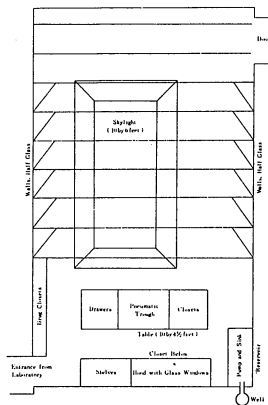 Door
Skylight
(10 by 6 feet)
Walls, Half Glass
Walls, Half Glass
Drug Closets
Drawers
Pneumatic
Trough
Closets
Table (10 by 4½ feet)
Pump and Sink
Reservoir
Entrance from
Laboratory
Closet Below
Shelves
Hood with Glass Windows
Well